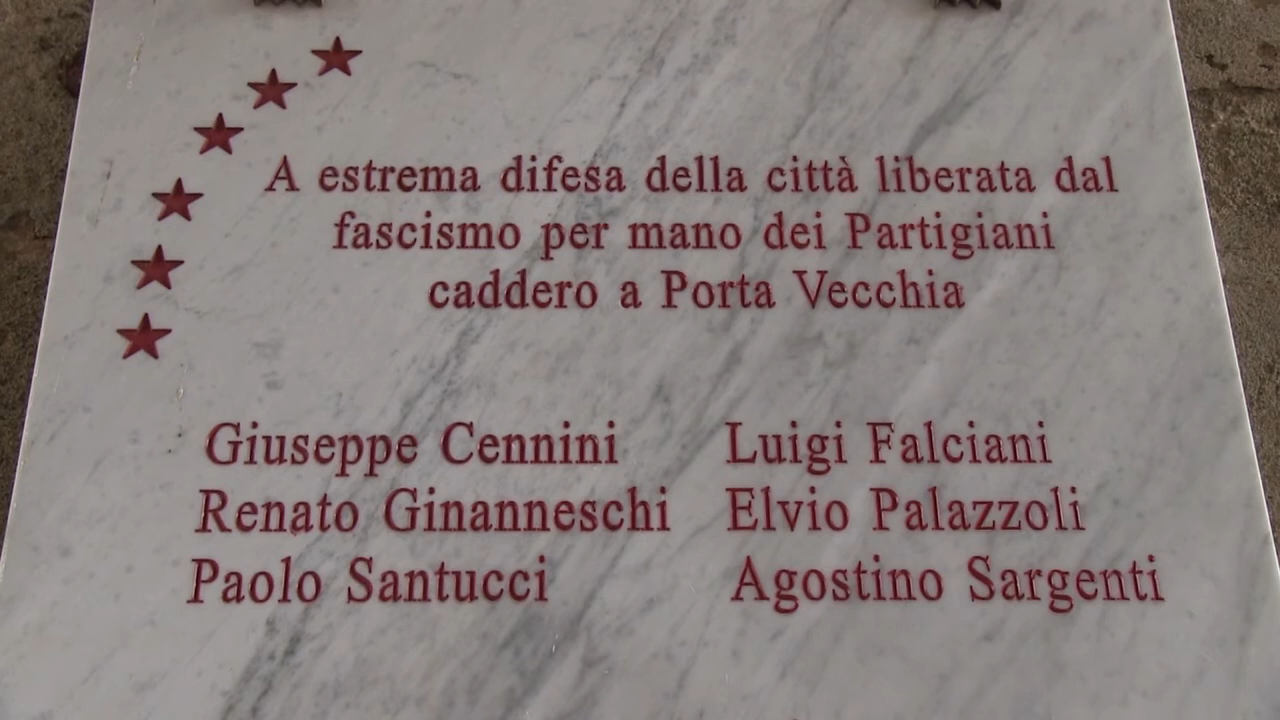 A estrema difesa della città liberata dal
fascismo per mano dei Partigiani
caddero a Porta Vecchia
Giuseppe Cennini Luigi Falciani
Renato Ginanneschi Elvio Palazzoli
Paolo Santucci Agostino Sargenti